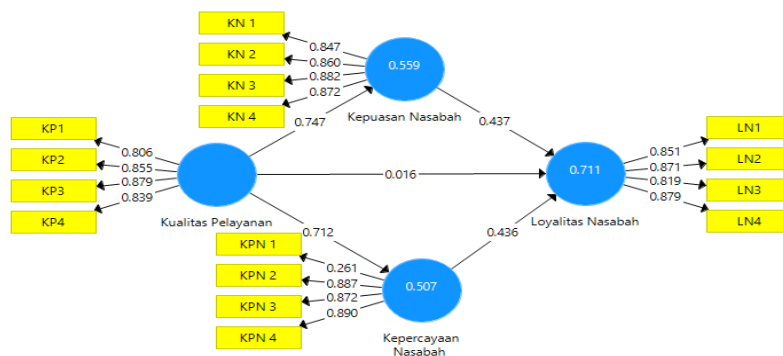 KN 1
KN 2
KN 3
KN 4
0.847
0.860
0.882
0.872
0.559
Kepuasan Nasabah
0.747
0.437
KP1
KP2
KP3
KP4
0.806
0.855
0.879
0.839
Kualitas Pelayanan
0.016
0.711
Loyalitas Nasabah
0.851
0.871
0.819
0.879
LN1
LN2
LN3
LN4
0.712
0.436
KPN 1
KPN 2
KPN 3
KPN 4
0.261
0.887
0.872
0.890
0.507
Kepercayaan
Nasabah